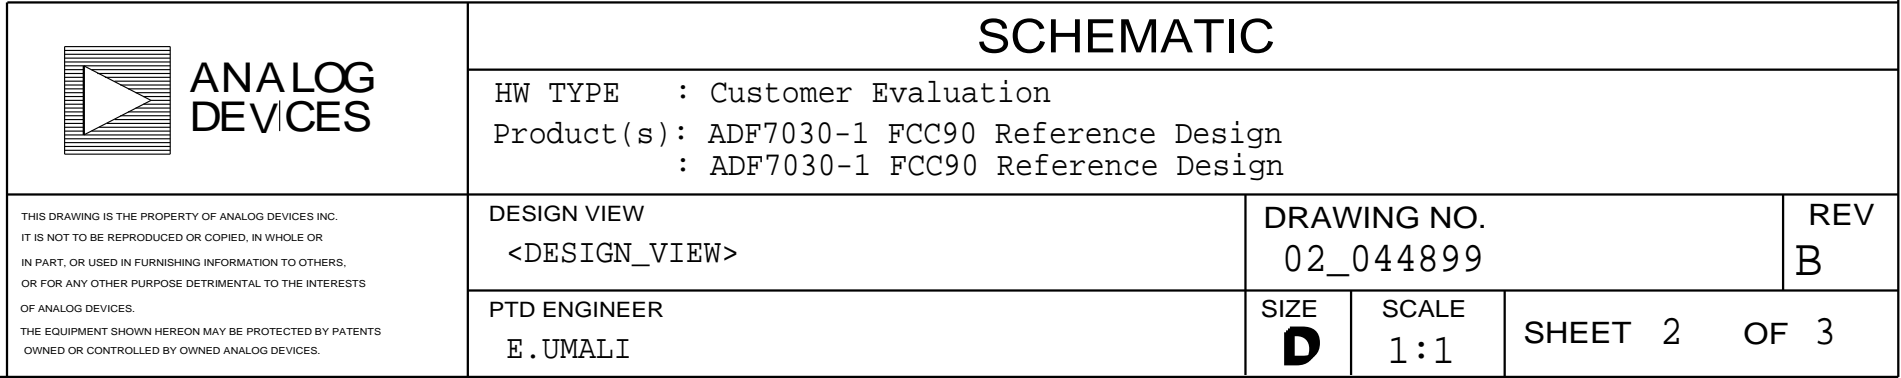 ANALOG
DEVICES
SCHEMATIC
HW TYPE : Customer Evaluation
Product(s): ADF7030-1 FCC90 Reference Design
: ADF7030-1 FCC90 Reference Design
THIS DRAWING IS THE PROPERTY OF ANALOG DEVICES INC.
IT IS NOT TO BE REPRODUCED OR COPIED, IN WHOLE OR
IN PART, OR USED IN FURNISHING INFORMATION TO OTHERS,
OR FOR ANY OTHER PURPOSE DETRIMENTAL TO THE INTERESTS
OF ANALOG DEVICES.
THE EQUIPMENT SHOWN HEREON MAY BE PROTECTED BY PATENTS
OWNED OR CONTROLLED BY OWNED ANALOG DEVICES.
DESIGN VIEW
<DESIGN_VIEW>
DRAWING NO.
02_044899
REV
B
PTD ENGINEER
E.UMALI
SIZE
D
SCALE
1:1
SHEET 2 OF 3